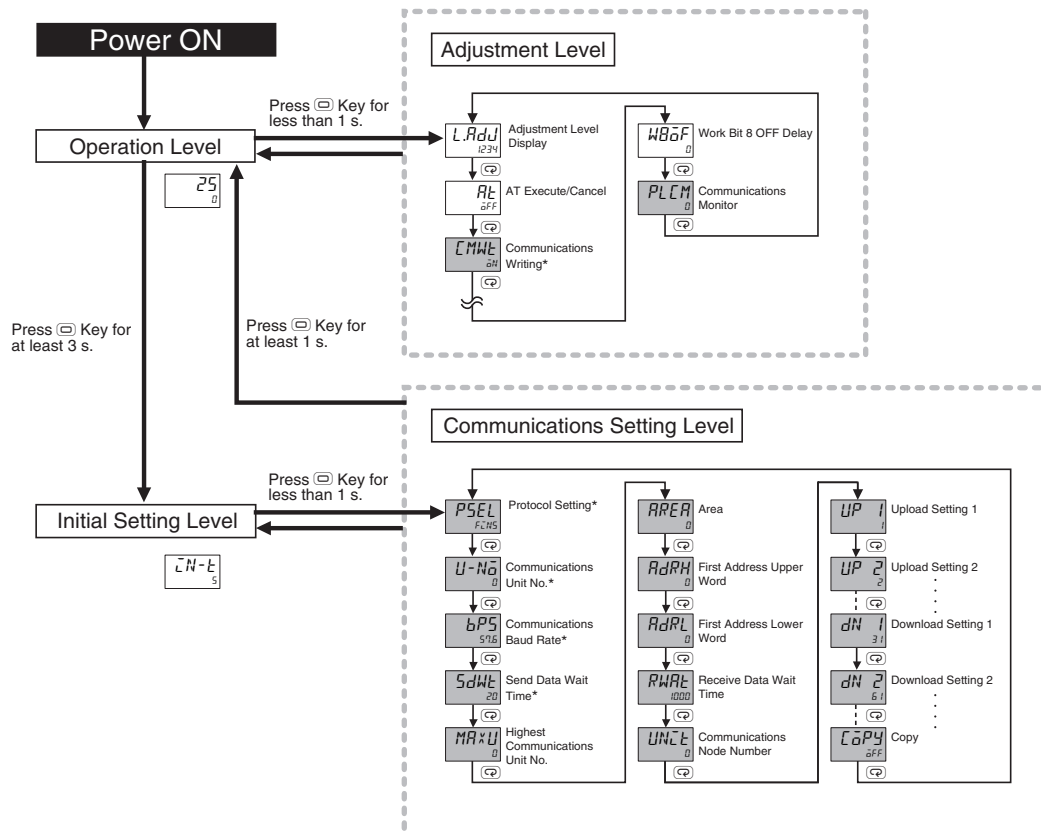 Power ON
Operation Level
25
0
Press Key for
less than 1 s.
Press Key for
at least 3 s.
Press Key for
at least 1 s.
Adjustment Level
L.AdJ
1234
Adjustment Level
Display
At
oFF
AT Execute/Cancel
CMWt
oN
Communications
Writing*
W8oF
0
Work Bit 8 OFF Delay
PLCM
0
Communications
Monitor
Initial Setting Level
iN-t
5
Press Key for
less than 1 s.
Communications Setting Level
PSEL
FiNS
Protocol Setting*
U-No
0
Communications
Unit No.*
bPS
57.6
Communications
Baud Rate*
SdWt
20
Send Data Wait
Time*
MAxU
0
Highest
Communications
Unit No.
AREA
0
Area
AdRH
0
First Address Upper
Word
AdRL
0
First Address Lower
Word
RWAt
1000
Receive Data Wait
Time
UNit
0
Communications
Node Number
UP 1
1
Upload Setting 1
UP 2
2
Upload Setting 2
dN 1
31
Download Setting 1
dN 2
61
Download Setting 2
CoPY
oFF
Copy